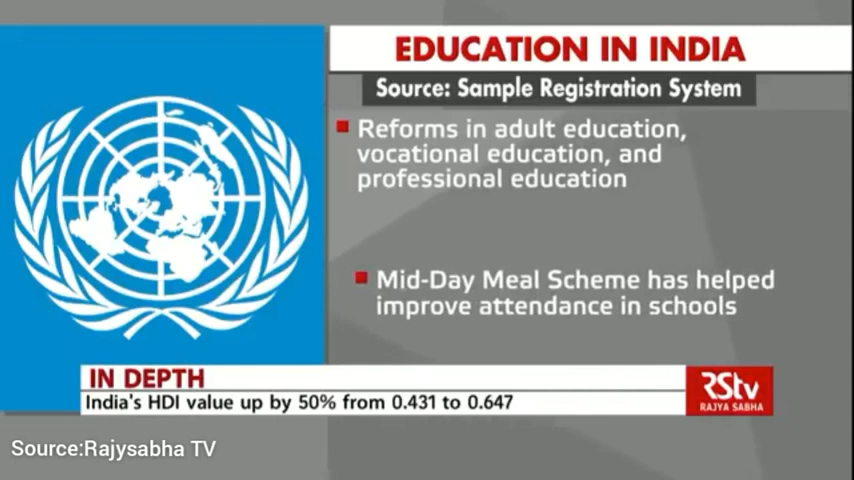 EDUCATION IN INDIA
Source: Sample Registration System
Reforms in adult education,
vocational education, and
professional education
Mid-Day Meal Scheme has helped
improve attendance in schools
IN DEPTH
India's HDI value up by 50% from 0.431 to 0.647
RSTV
RAJYA SABHA
Source:Rajysabha TV